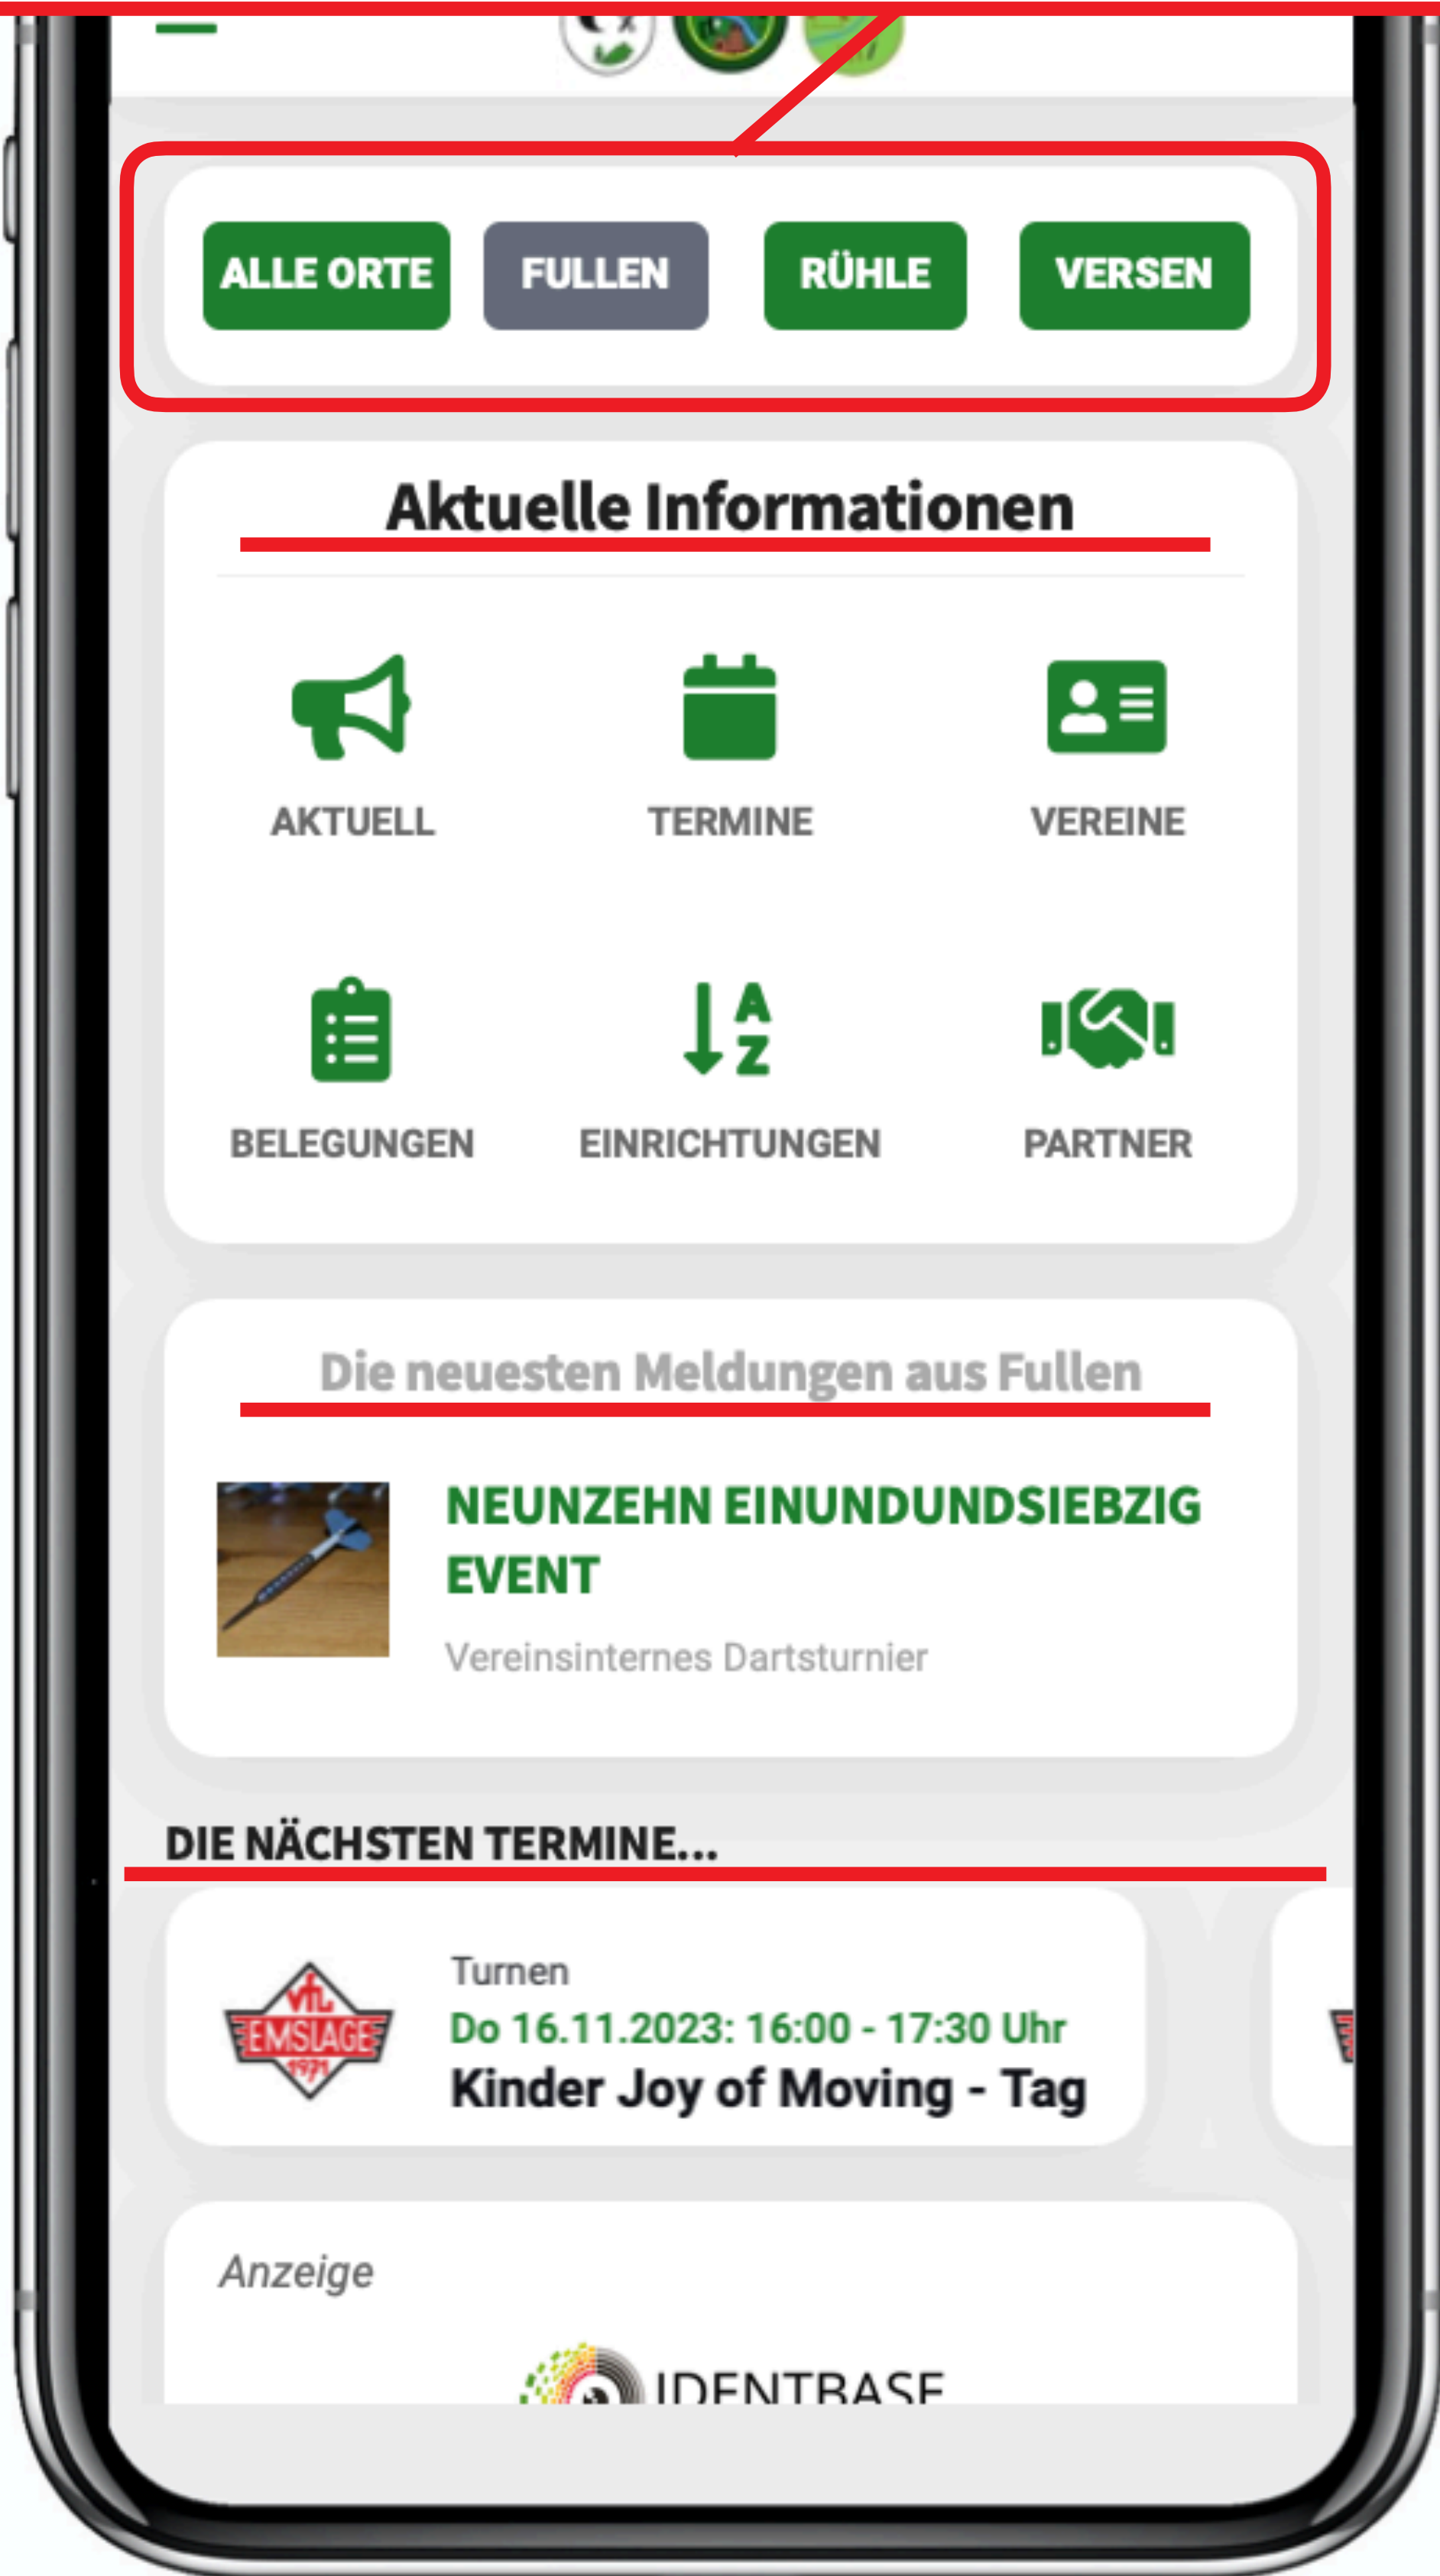 ALLE ORTE FULLEN RÜHLE VERSEN
Aktuelle Informationen
AKTUELL TERMINE VEREINE
BELEGUNGEN EINRICHTUNGEN PARTNER
Die neuesten Meldungen aus Fullen
NEUNZEHN EINUNDUNDSIEBZIG
EVENT
Vereinsinternes Dartsturnier
DIE NÄCHSTEN TERMINE...
VfL
EMSLAGE
1971
Turnen
Do 16.11.2023: 16:00 - 17:30 Uhr
Kinder Joy of Moving - Tag
Anzeige
IDENTBASE